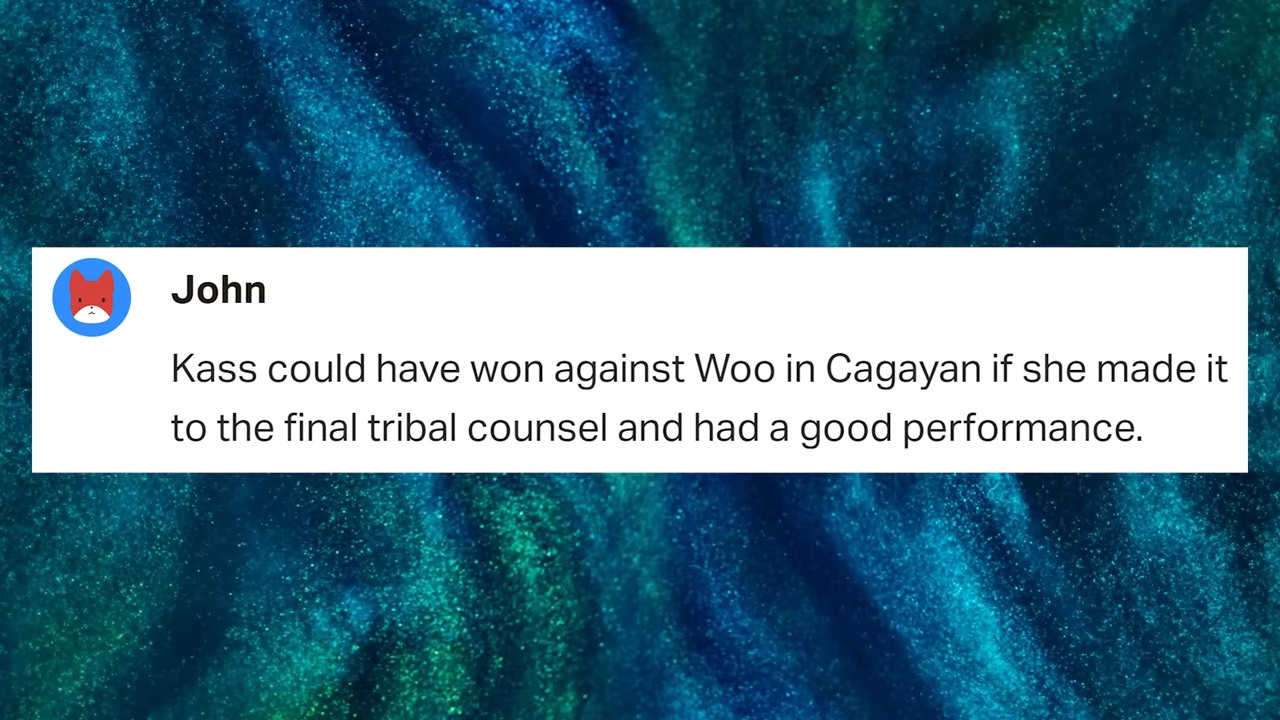 John
Kass could have won against Woo in Cagayan if she made it
to the final tribal counsel and had a good performance.